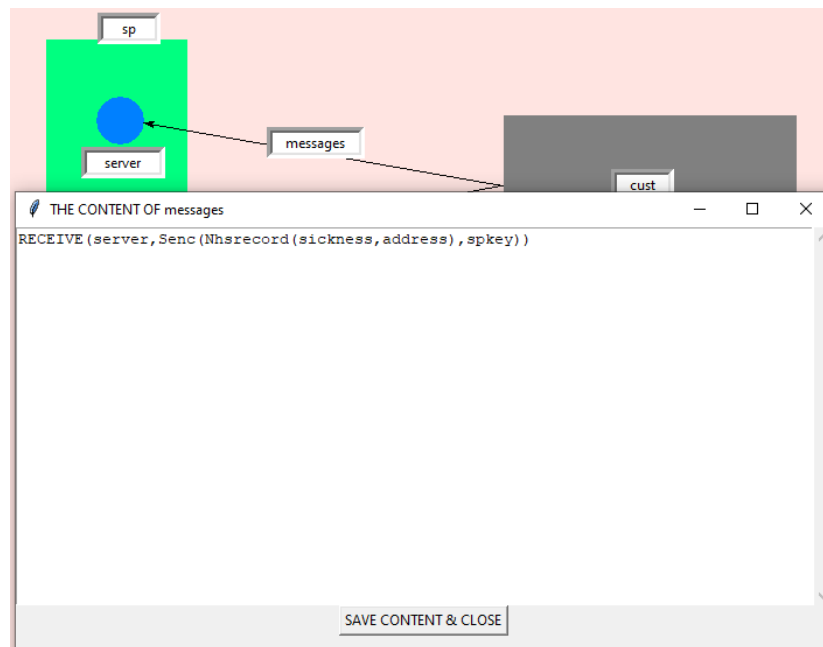 sp
messages
server
cust
THE CONTENT OF messages
RECEIVE(server,Senc(Nhsrecord(sickness,address),spkey))
SAVE CONTENT & CLOSE